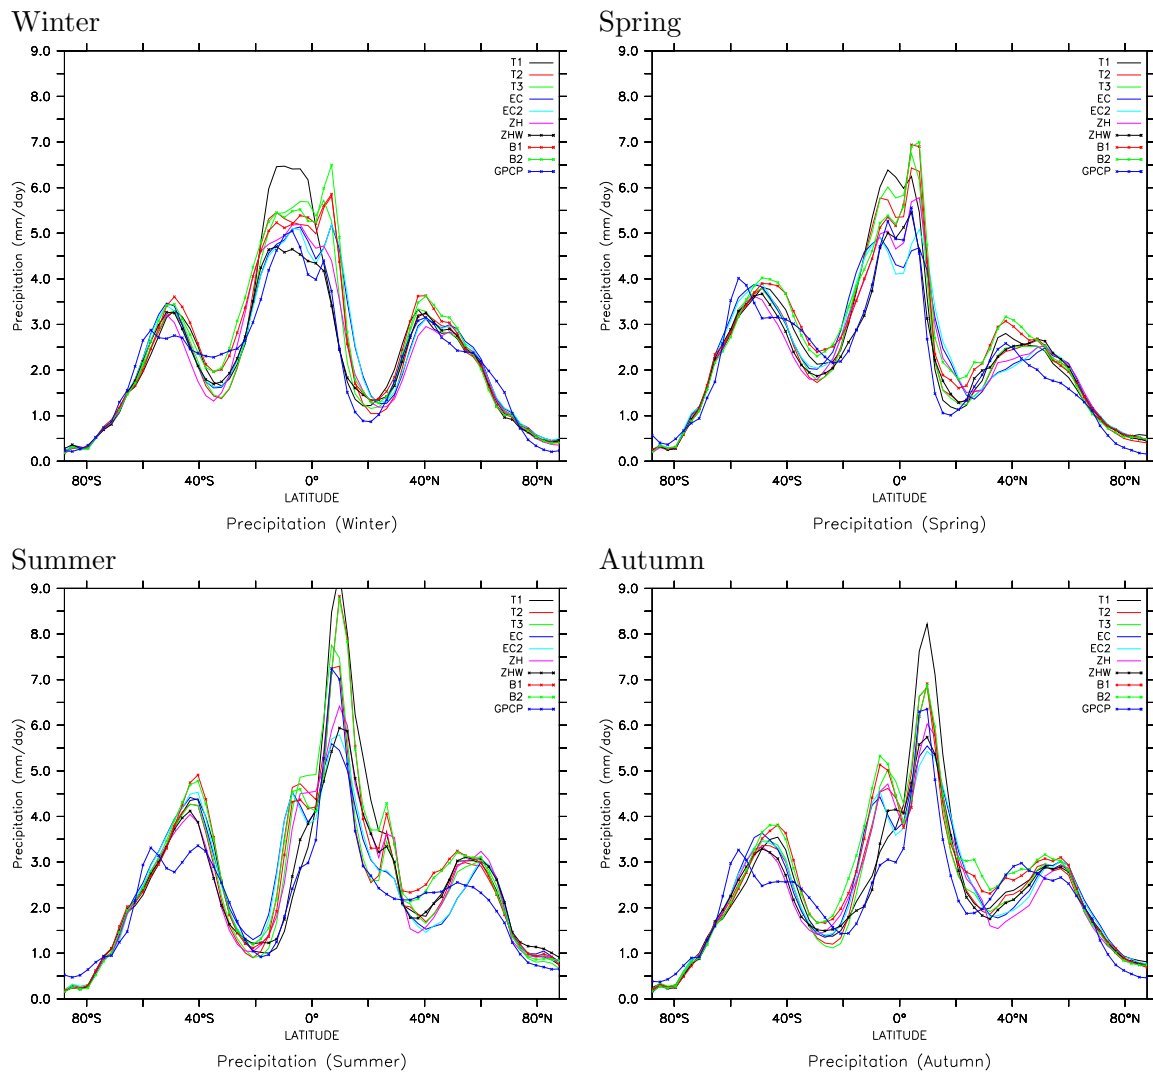 Winter
9.0
8.0
7.0
6.0
5.0
4.0
3.0
2.0
1.0
0.0
Precipitation (mm/day)
T1
T2
T3
EC
EC2
ZH
ZHW
B1
B2
GPCP
80°S 40°S 0° 40°N 80°N
LATITUDE
Precipitation (Winter)
Spring
9.0
8.0
7.0
6.0
5.0
4.0
3.0
2.0
1.0
0.0
Precipitation (mm/day)
T1
T2
T3
EC
EC2
ZH
ZHW
B1
B2
GPCP
80°S 40°S 0° 40°N 80°N
LATITUDE
Precipitation (Spring)
Summer
9.0
8.0
7.0
6.0
5.0
4.0
3.0
2.0
1.0
0.0
Precipitation (mm/day)
T1
T2
T3
EC
EC2
ZH
ZHW
B1
B2
GPCP
80°S 40°S 0° 40°N 80°N
LATITUDE
Precipitation (Summer)
Autumn
9.0
8.0
7.0
6.0
5.0
4.0
3.0
2.0
1.0
0.0
Precipitation (mm/day)
T1
T2
T3
EC
EC2
ZH
ZHW
B1
B2
GPCP
80°S 40°S 0° 40°N 80°N
LATITUDE
Precipitation (Autumn)